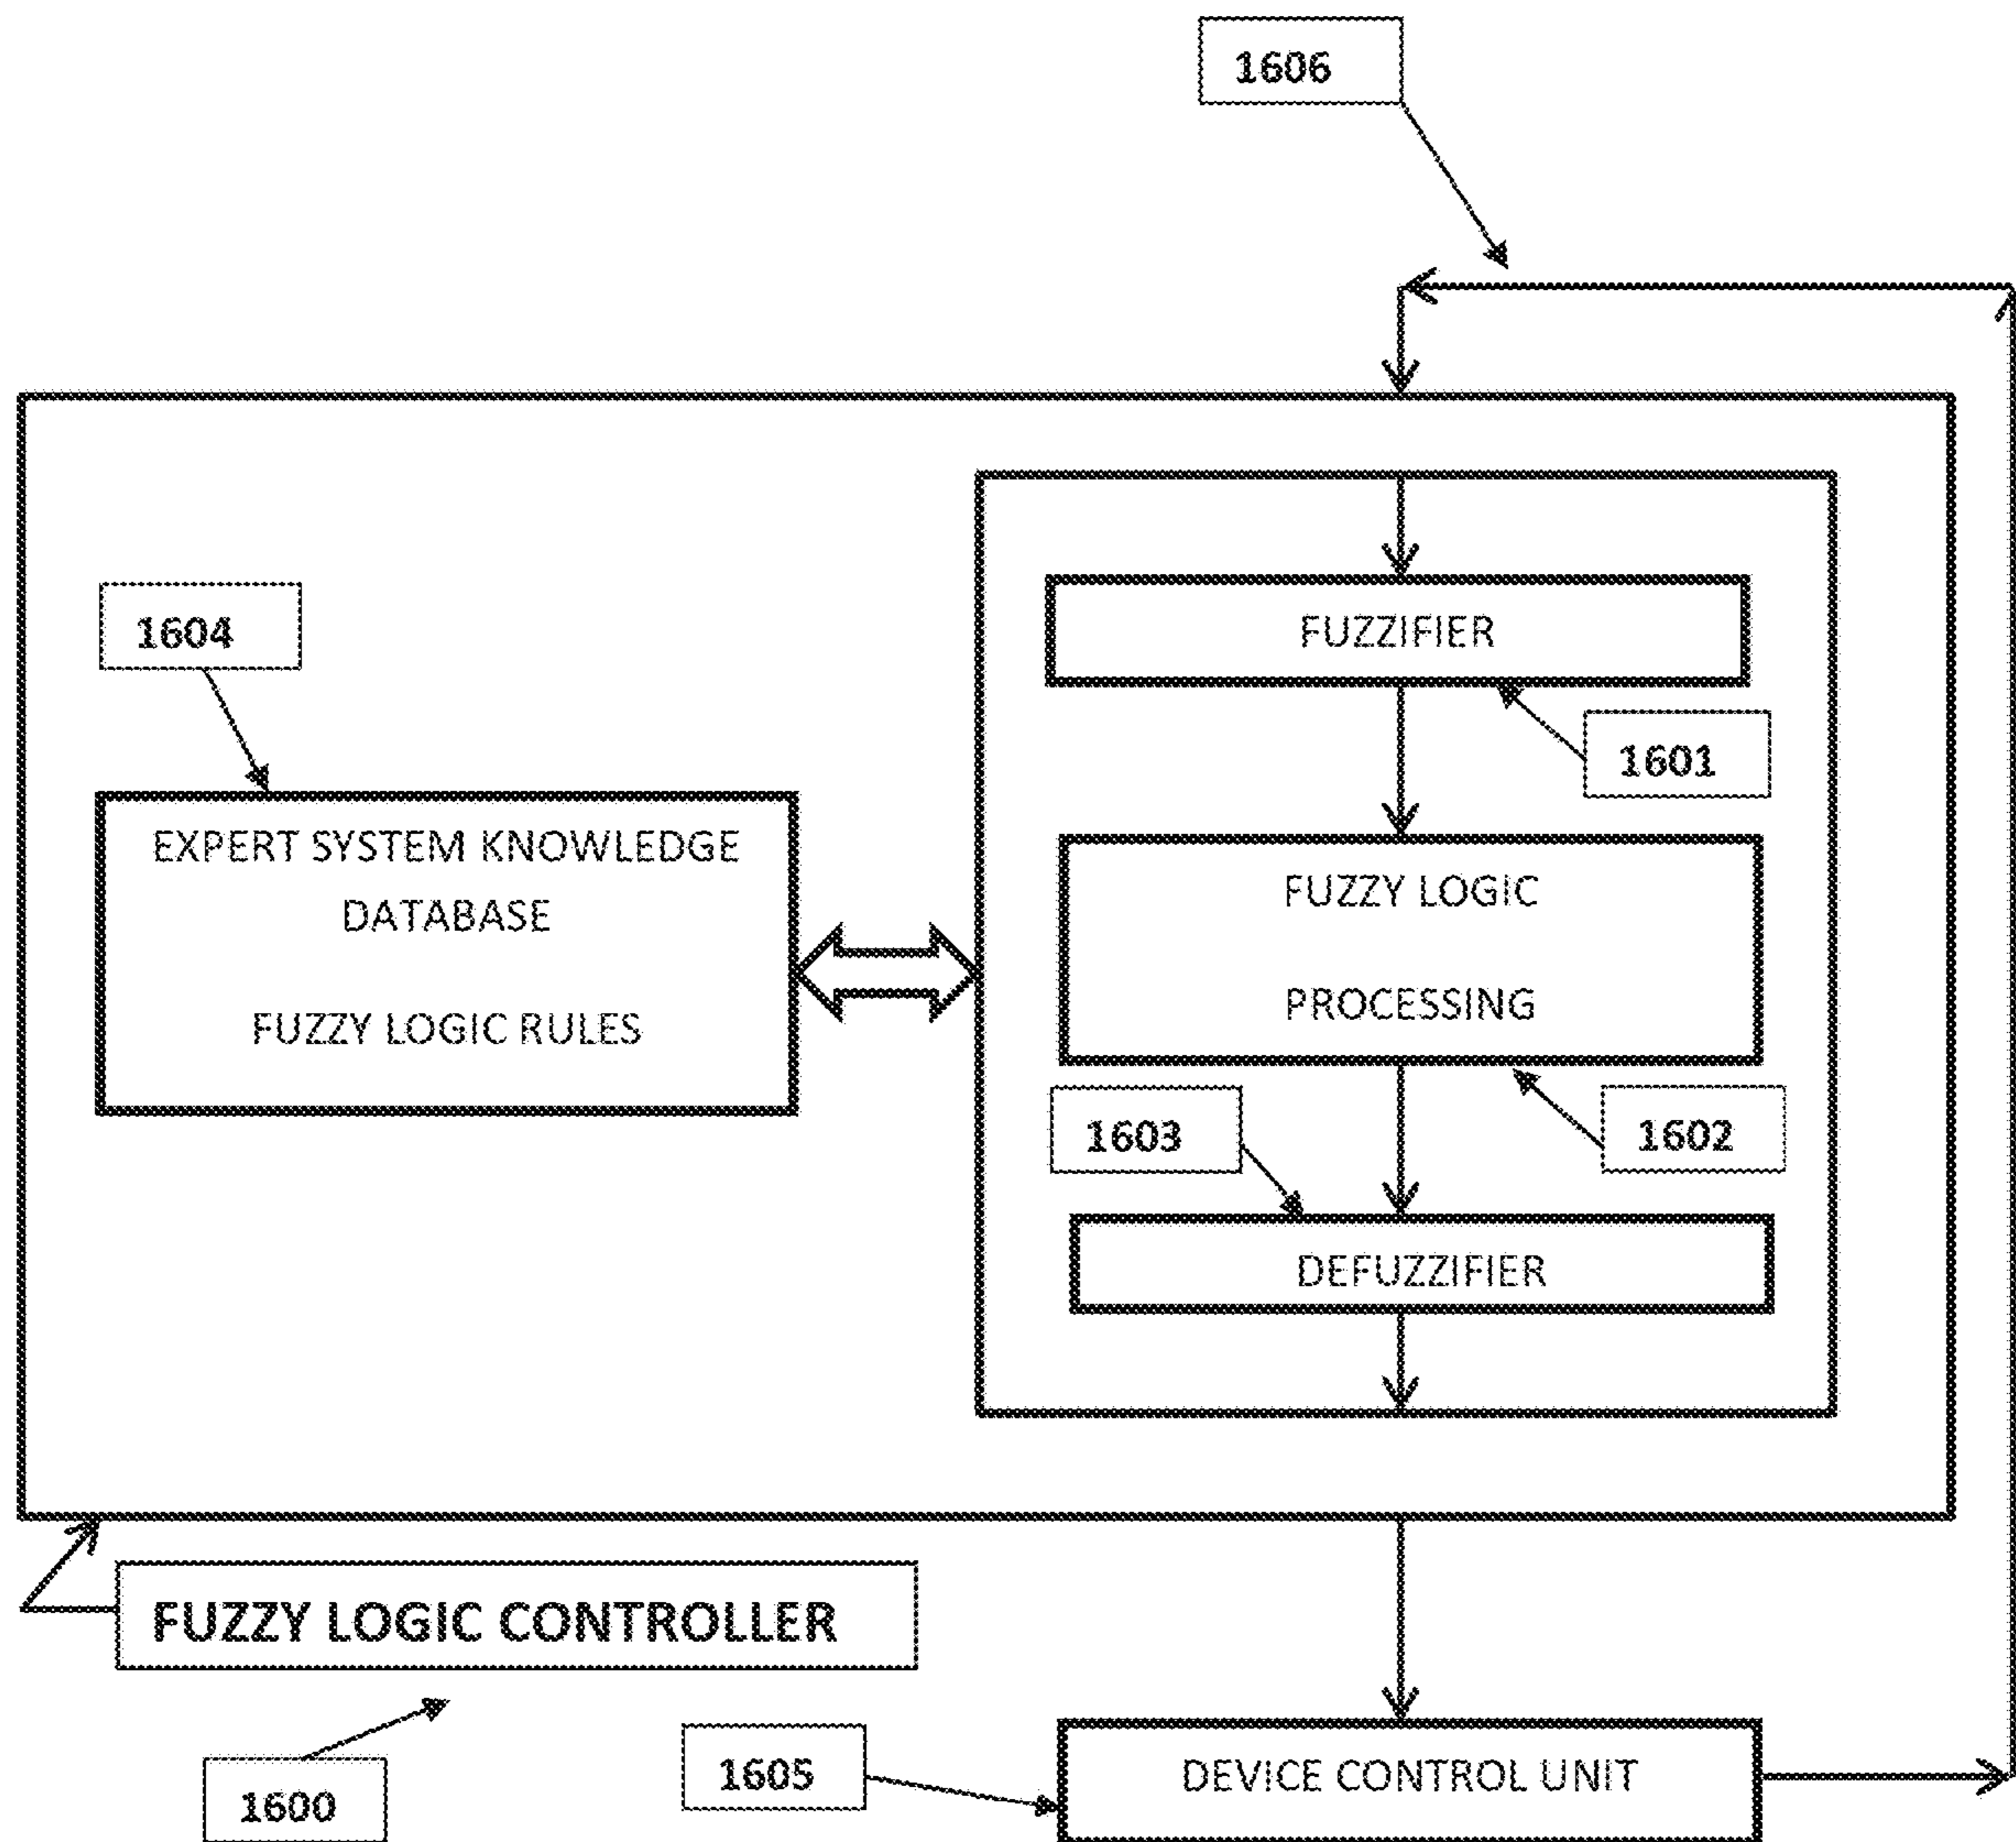 1606
FUZZIFIER
1604
1601
EXPERT SYSTEM KNOWLEDGE
DATABASE
FUZZY LOGIC RULES
FUZZY LOGIC
PROCESSING
1603
1602
DEFUZZIFIER
FUZZY LOGIC CONTROLLER
1600
1605
DEVICE CONTROL UNIT